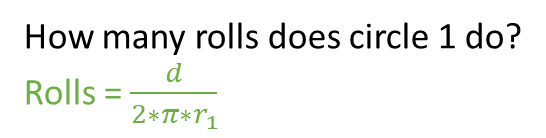 How many rolls does circle 1 do?
Rolls = d / 2*π*r₁